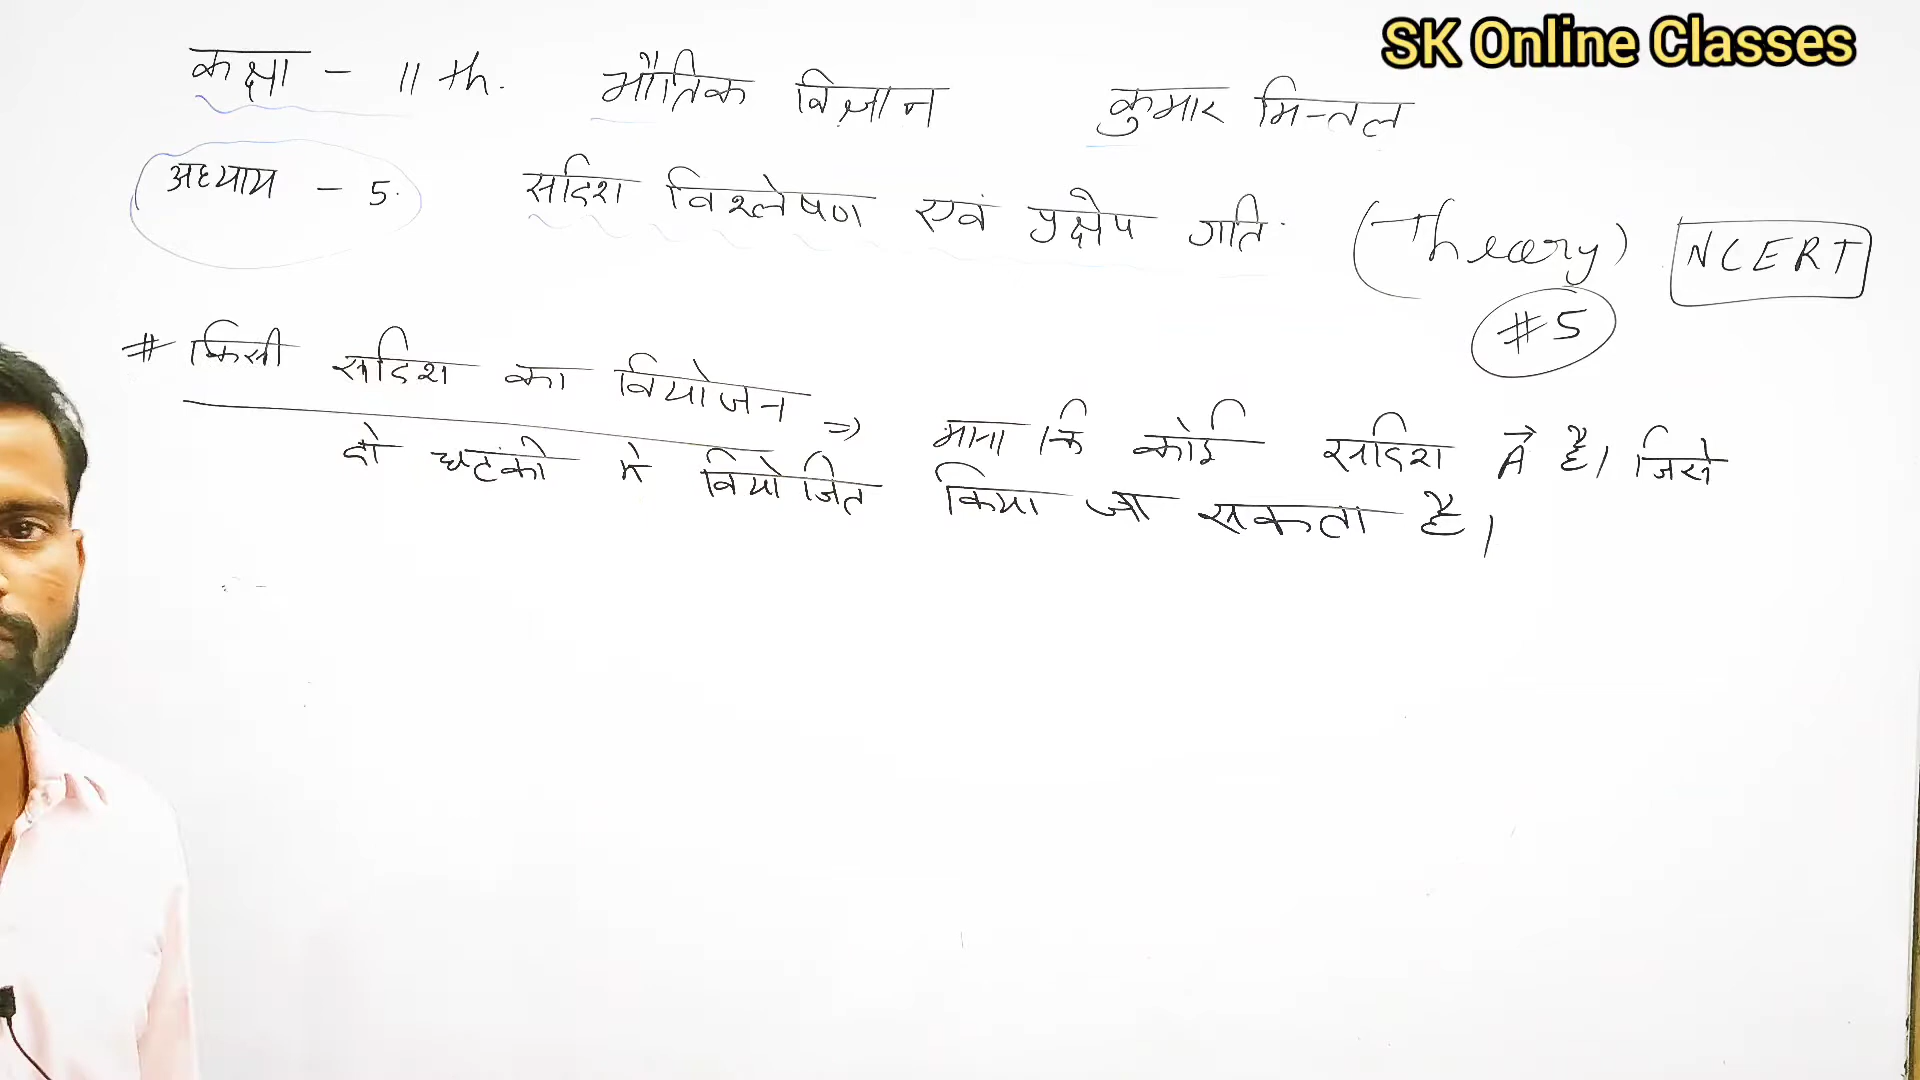 SK Online Classes
कक्षा - 11th. भौतिक विज्ञान कुमार मित्तल
अध्याय - 5. सदिश विश्लेषण एवं प्रक्षेप गति. (Theory) NCERT
#5
# किसी सदिश का वियोजन => माना कि कोई सदिश A⃗ है। जिसे
दो घटको मे वियोजित किया जा सकता है।